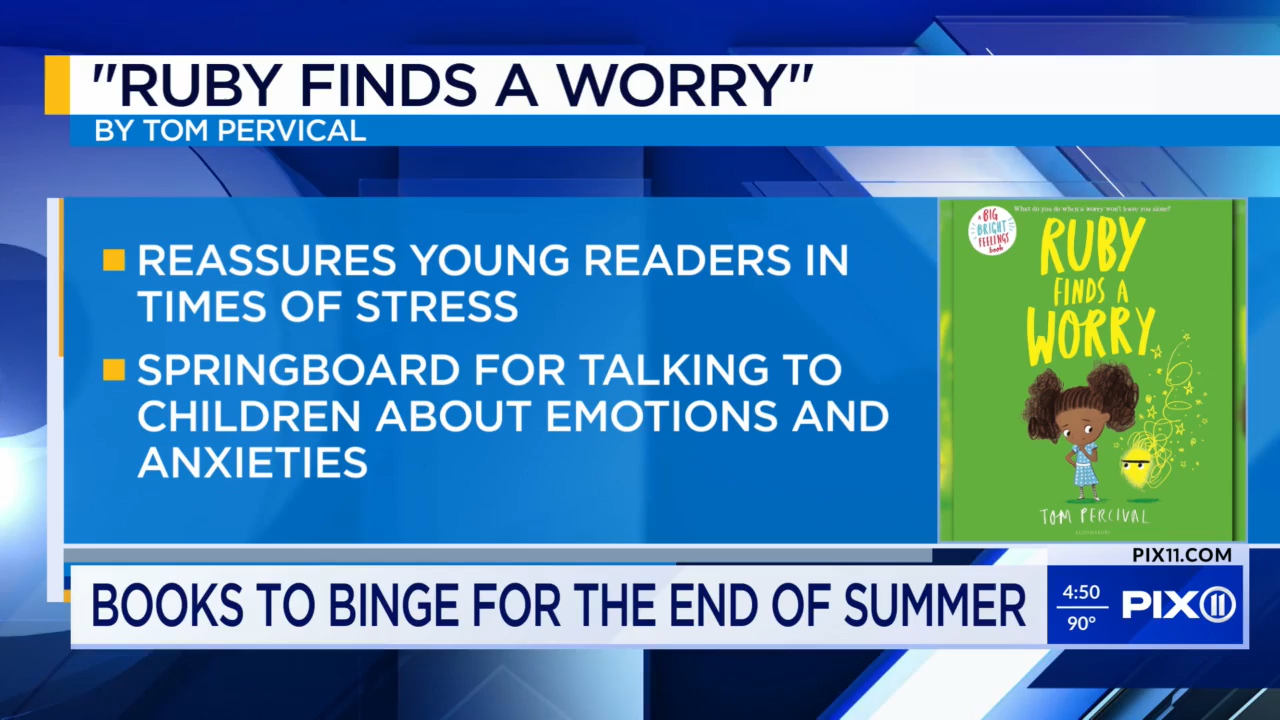 "RUBY FINDS A WORRY"
BY TOM PERVICAL
REASSURES YOUNG READERS IN
TIMES OF STRESS
SPRINGBOARD FOR TALKING TO
CHILDREN ABOUT EMOTIONS AND
ANXIETIES
What do you do when a worry won't leave you alone?
A
BIG
BRIGHT
FEELINGS
book
RUBY
FINDS A
WORRY
TOM PERCIVAL
BLOOMSBURY
PIX11.COM
BOOKS TO BINGE FOR THE END OF SUMMER
4:50
90°
PIX11